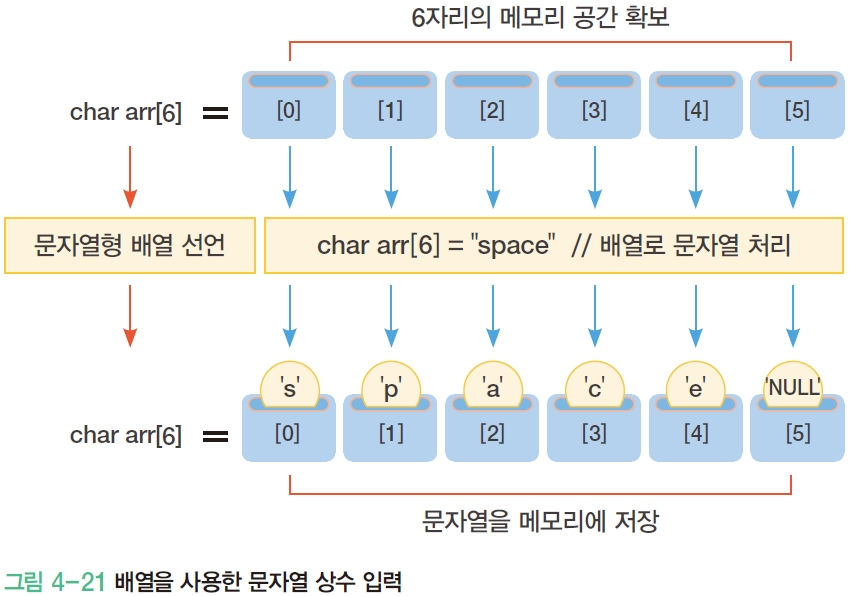 6자리의 메모리 공간 확보
char arr[6] = [0] [1] [2] [3] [4] [5]
문자열형 배열 선언 char arr[6] = "space" // 배열로 문자열 처리
's' 'p' 'a' 'c' 'e' 'NULL'
char arr[6] = [0] [1] [2] [3] [4] [5]
문자열을 메모리에 저장
그림 4-21 배열을 사용한 문자열 상수 입력